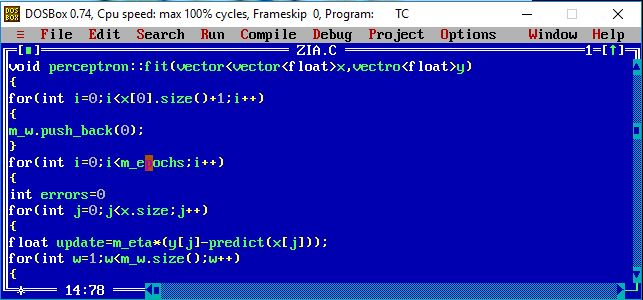 DOSBox 0.74, Cpu speed: max 100% cycles, Frameskip 0, Program: TC
≡ File Edit Search Run Compile Debug Project Options Window Help
[■] ZIA.C 1=[↑]
void perceptron::fit(vector<vector<float>x,vectro<float>y)
{
for(int i=0;i<x[0].size()+1;i++)
{
m_w.push_back(0);
}
for(int i=0;i<m_epochs;i++)
{
int errors=0
for(int j=0;j<x.size;j++)
{
float update=m_eta*(y[j]-predict(x[j]));
for(int w=1;w<m_w.size();w++)
{
14:78